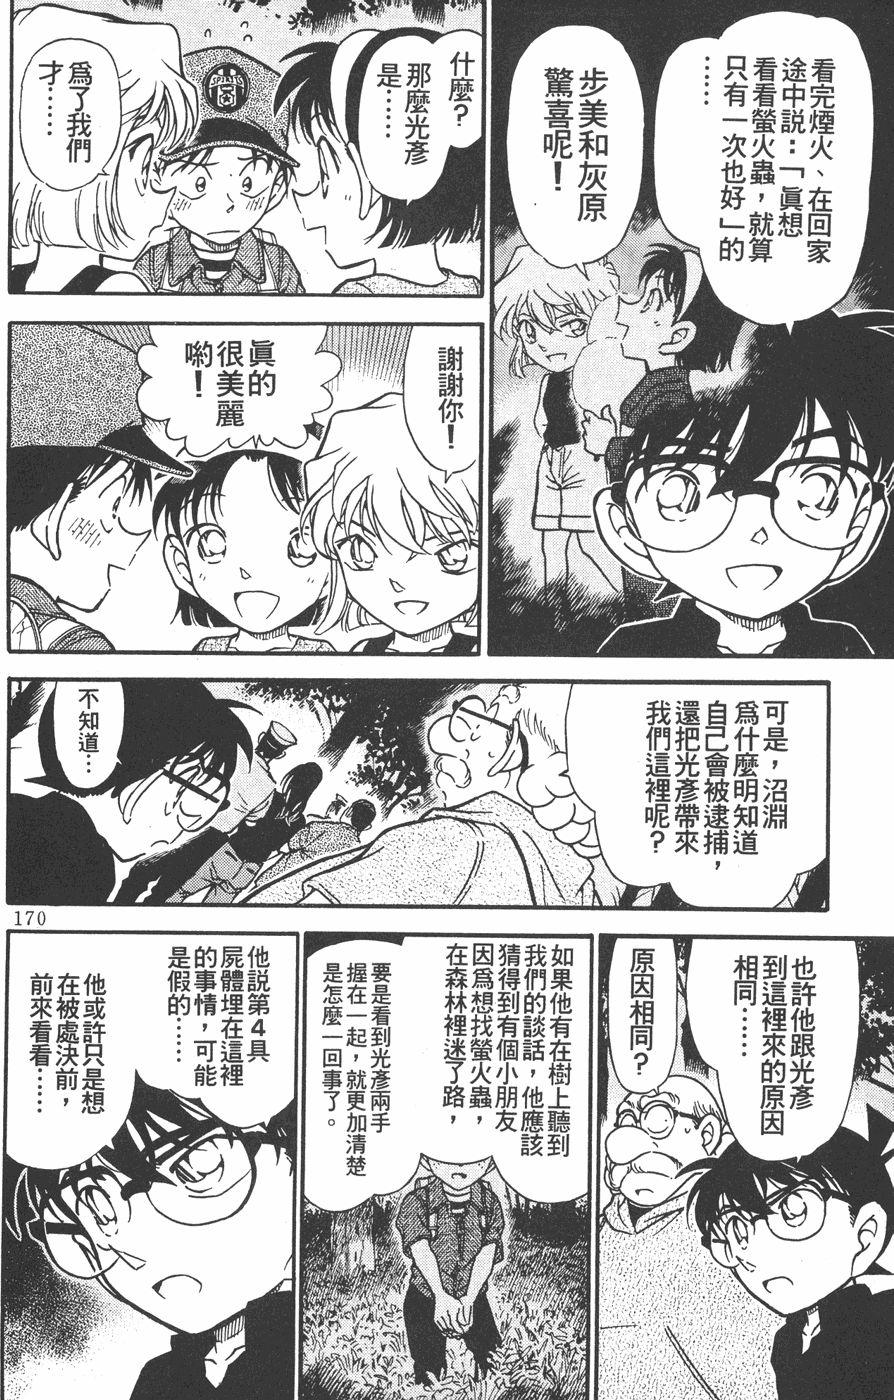 看完煙火、在回家
途中說：「眞想
看看螢火蟲，就算
只有一次也好」的
……
步美和灰原
驚喜呢！
什麼？
那麼光彥
是……
SPIRITS
爲了我們
才……
謝謝你！
眞的
很美麗
喲！
可是，沼淵
爲什麼明知道
自己會被逮捕，
還把光彥帶來
我們這裡呢？
不知道…
170
也許他跟光彥
到這裡來的原因
相同……
原因相同？
如果他有在樹上聽到
我們的談話，他應該
猜得到有個小朋友
因爲想找螢火蟲，
在森林裡迷了路，
要是看到光彥兩手
握在一起，就更加清楚
是怎麼一回事了。
他說第4具
屍體埋在這裡
的事情，可能
是假的……
他或許只是想
在被處決前，
前來看看……